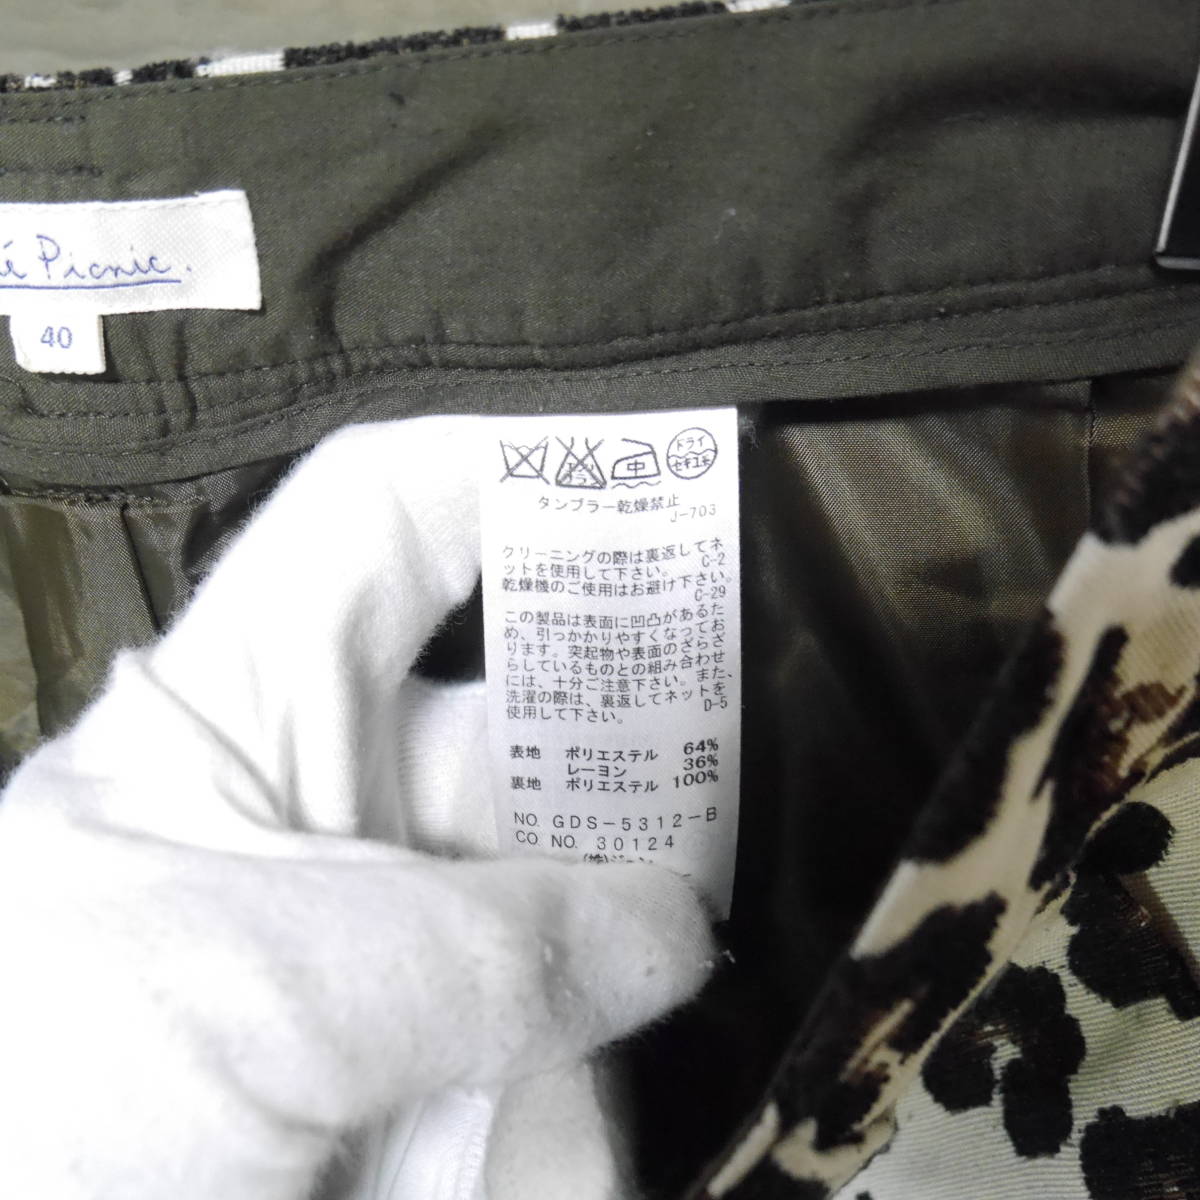 Picnic.
40
中
ドライ
セキユ系
タンブラー乾燥禁止
J-703
クリーニングの際は裏返してネ
ットを使用して下さい。 C-2
乾燥機のご使用はお避け下さい。
C-29
この製品は表面に凹凸があるた
め、引っかかりやすくなってお
ります。突起物や表面のざらざ
らしているものとの組み合わせ
には、十分ご注意下さい。また、
洗濯の際は、裏返してネットを
使用して下さい。 D-5
表地 ポリエステル 64%
レーヨン 36%
裏地 ポリエステル 100%
NO. GDS-5312-B
CO. NO. 30124